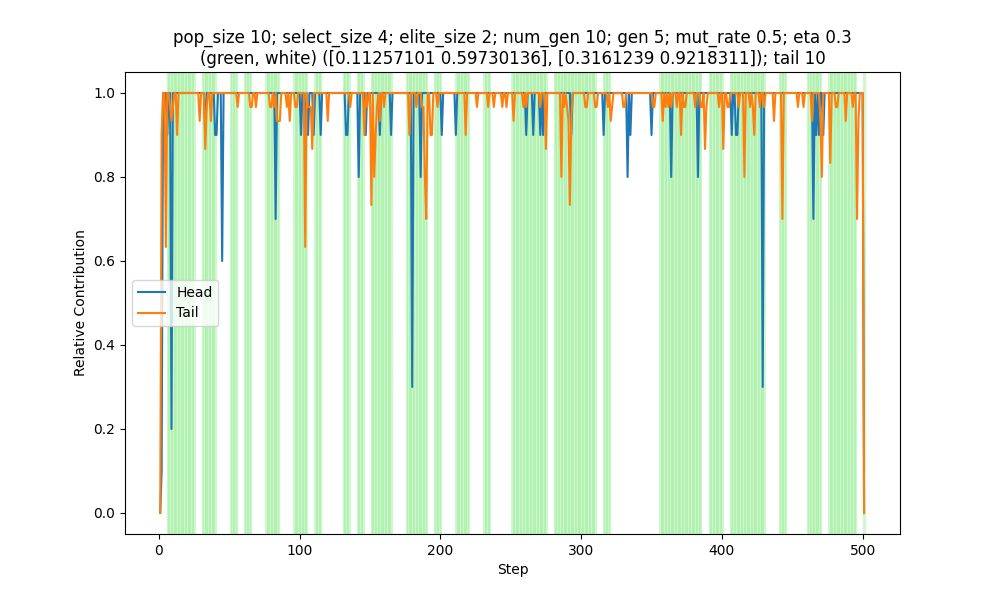 pop_size 10; select_size 4; elite_size 2; num_gen 10; gen 5; mut_rate 0.5; eta 0.3
(green, white) ([0.11257101 0.59730136], [0.3161239 0.9218311]); tail 10
1.0
0.8
0.6
0.4
0.2
0.0
Relative Contribution
Head
Tail
0
100
200
300
400
500
Step